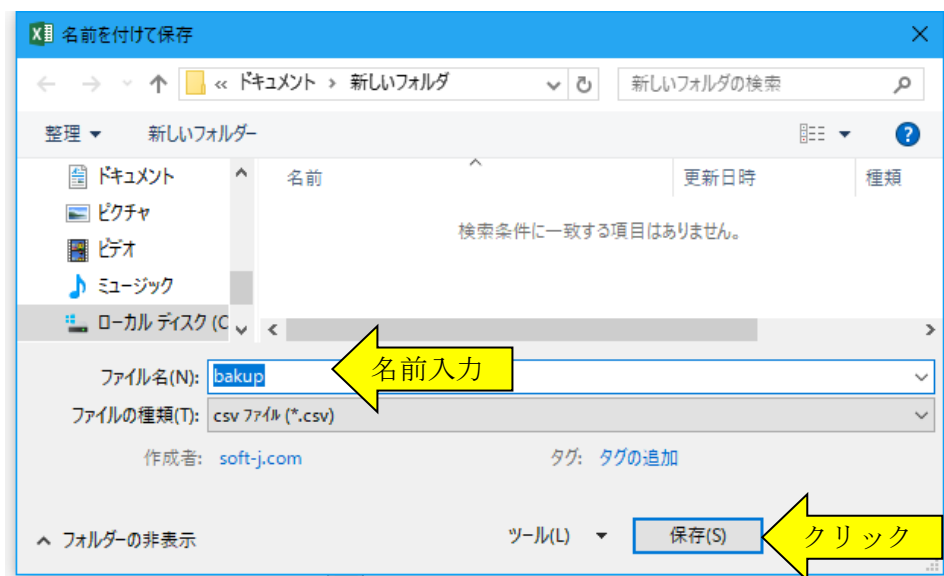 名前を付けて保存
« ドキュメント › 新しいフォルダ
新しいフォルダの検索
整理 新しいフォルダー
ドキュメント
ピクチャ
ビデオ
ミュージック
ローカル ディスク (C
名前 更新日時 種類
検索条件に一致する項目はありません。
ファイル名(N): bakup
名前入力
ファイルの種類(T): csv ファイル (*.csv)
作成者: soft-j.com タグ: タグの追加
フォルダーの非表示
ツール(L) 保存(S)
クリック